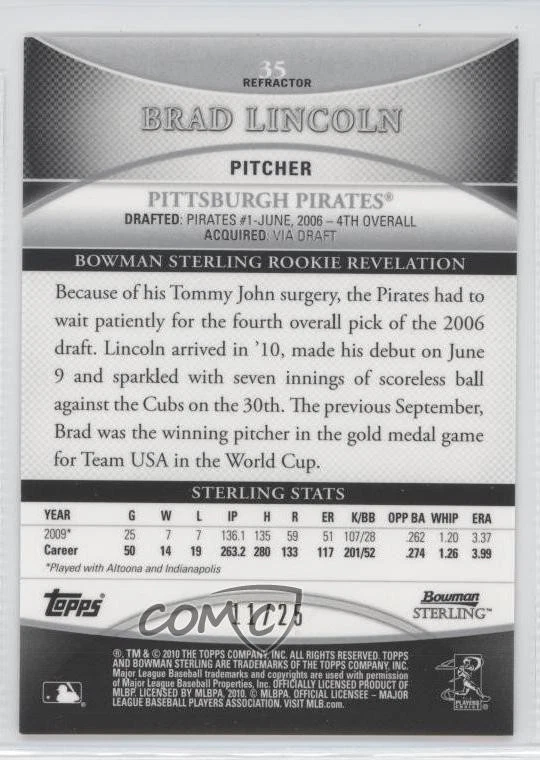 35
REFRACTOR
BRAD LINCOLN
PITCHER
PITTSBURGH PIRATES®
DRAFTED: PIRATES #1-JUNE, 2006 – 4TH OVERALL
ACQUIRED: VIA DRAFT
BOWMAN STERLING ROOKIE REVELATION
Because of his Tommy John surgery, the Pirates had to
wait patiently for the fourth overall pick of the 2006
draft. Lincoln arrived in ’10, made his debut on June
9 and sparkled with seven innings of scoreless ball
against the Cubs on the 30th. The previous September,
Brad was the winning pitcher in the gold medal game
for Team USA in the World Cup.
STERLING STATS
YEAR G W L IP H R ER K/BB OPP BA WHIP ERA
2009* 25 7 7 136.1 135 59 51 107/28 .262 1.20 3.37
Career 50 14 19 263.2 280 133 117 201/52 .274 1.26 3.99
*Played with Altoona and Indianapolis
Topps COMC 11/25 Bowman
STERLING™
®, TM & © 2010 THE TOPPS COMPANY, INC. ALL RIGHTS RESERVED. TOPPS
AND BOWMAN STERLING ARE TRADEMARKS OF THE TOPPS COMPANY, INC.
Major League Baseball trademarks and copyrights are used with permission
of Major League Baseball Properties, Inc. OFFICIALLY LICENSED PRODUCT OF
MLBP. LICENSED BY MLBPA, 2010. © MLBPA. OFFICIAL LICENSEE – MAJOR
LEAGUE BASEBALL PLAYERS ASSOCIATION. VISIT MLB.com.
PLAYERS
CHOICE